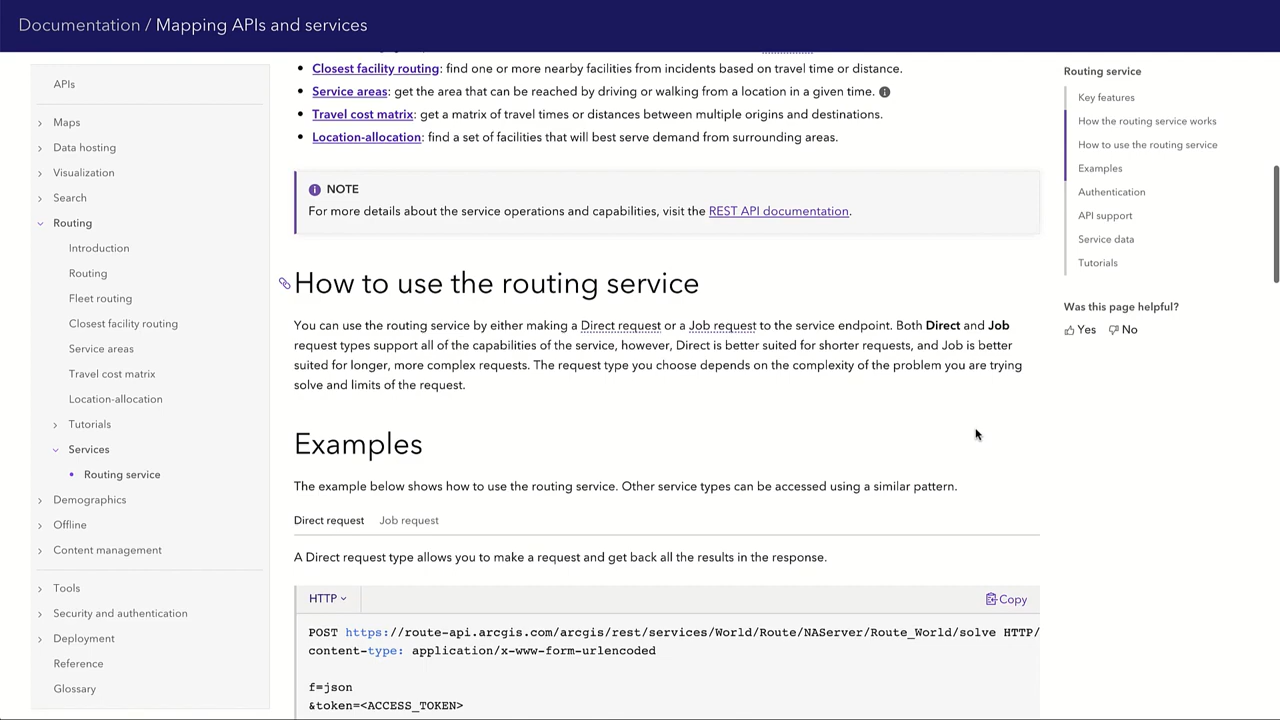 Documentation / Mapping APIs and services
APIs
Maps
Data hosting
Visualization
Search
Routing
Introduction
Routing
Fleet routing
Closest facility routing
Service areas
Travel cost matrix
Location-allocation
Tutorials
Services
Routing service
Demographics
Offline
Content management
Tools
Security and authentication
Deployment
Reference
Glossary
Closest facility routing: find one or more nearby facilities from incidents based on travel time or distance.
Service areas: get the area that can be reached by driving or walking from a location in a given time.
Travel cost matrix: get a matrix of travel times or distances between multiple origins and destinations.
Location-allocation: find a set of facilities that will best serve demand from surrounding areas.
NOTE
For more details about the service operations and capabilities, visit the REST API documentation.
How to use the routing service
You can use the routing service by either making a Direct request or a Job request to the service endpoint. Both Direct and Job
request types support all of the capabilities of the service, however, Direct is better suited for shorter requests, and Job is better
suited for longer, more complex requests. The request type you choose depends on the complexity of the problem you are trying
solve and limits of the request.
Examples
The example below shows how to use the routing service. Other service types can be accessed using a similar pattern.
Direct request Job request
A Direct request type allows you to make a request and get back all the results in the response.
HTTP Copy
POST https://route-api.arcgis.com/arcgis/rest/services/World/Route/NAServer/Route_World/solve HTTP/
content-type: application/x-www-form-urlencoded
f=json
&token=<ACCESS_TOKEN>
Routing service
Key features
How the routing service works
How to use the routing service
Examples
Authentication
API support
Service data
Tutorials
Was this page helpful?
Yes No